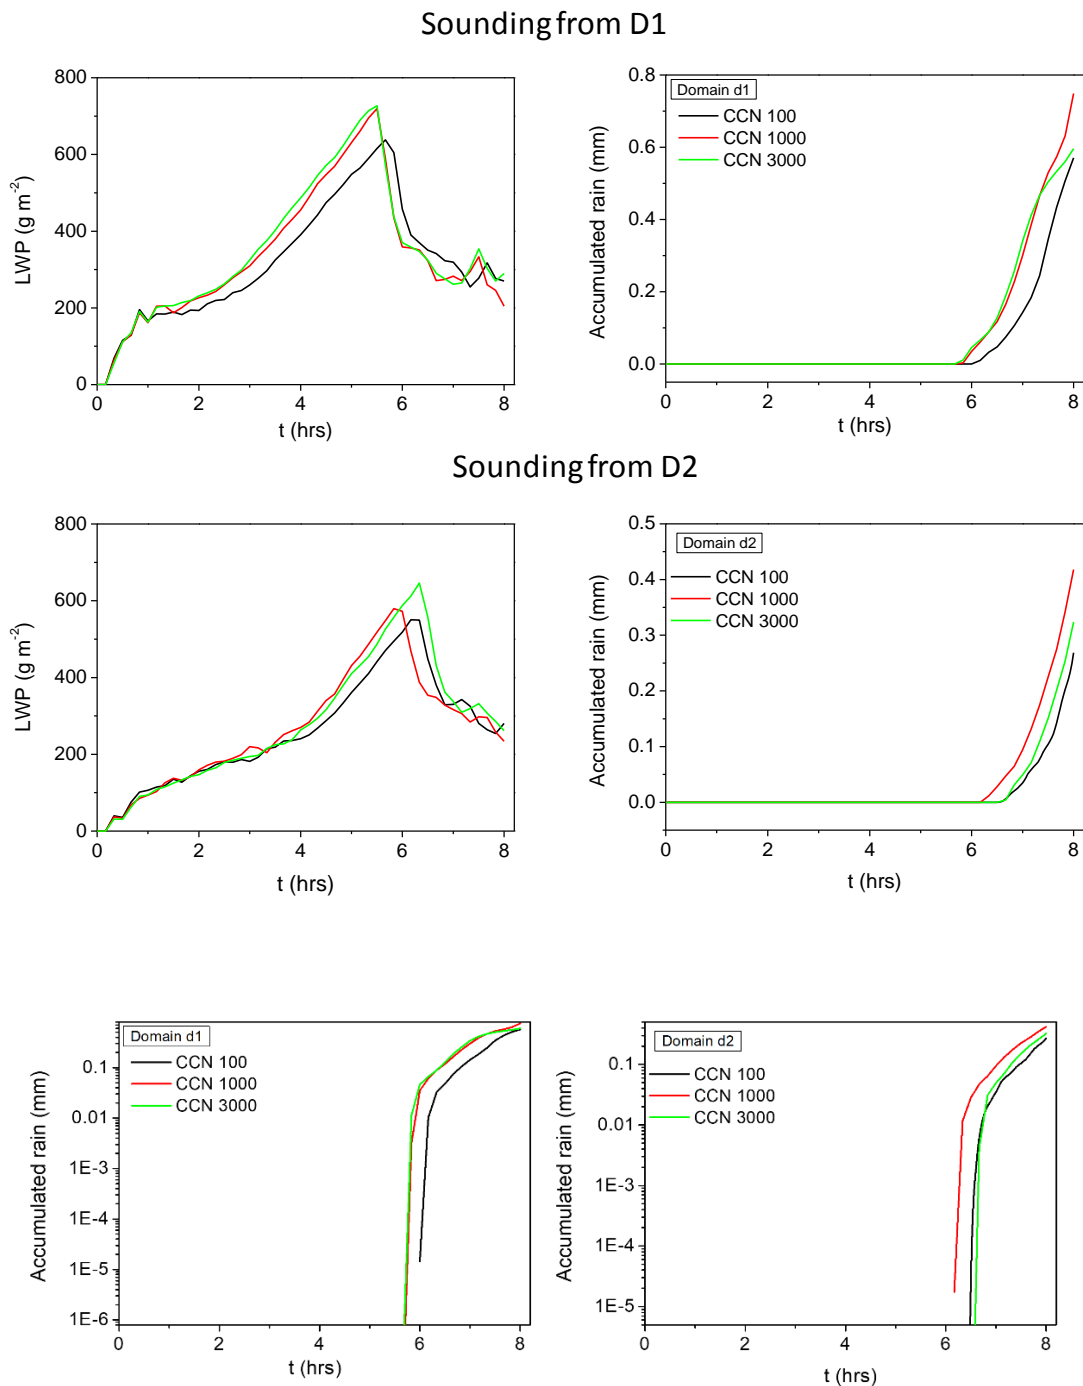 Sounding from D1
800
600
400
200
0
0 2 4 6 8
LWP (g m-2)
t (hrs)
0.8
0.6
0.4
0.2
0.0
0 2 4 6 8
Accumulated rain (mm)
t (hrs)
Domain d1
CCN 100
CCN 1000
CCN 3000
Sounding from D2
800
600
400
200
0
0 2 4 6 8
LWP (g m-2)
t (hrs)
0.5
0.4
0.3
0.2
0.1
0.0
0 2 4 6 8
Accumulated rain (mm)
t (hrs)
Domain d2
CCN 100
CCN 1000
CCN 3000
0.1
0.01
1E-3
1E-4
1E-5
1E-6
0 2 4 6 8
Accumulated rain (mm)
t (hrs)
Domain d1
CCN 100
CCN 1000
CCN 3000
0.1
0.01
1E-3
1E-4
1E-5
0 2 4 6 8
Accumulated rain (mm)
t (hrs)
Domain d2
CCN 100
CCN 1000
CCN 3000